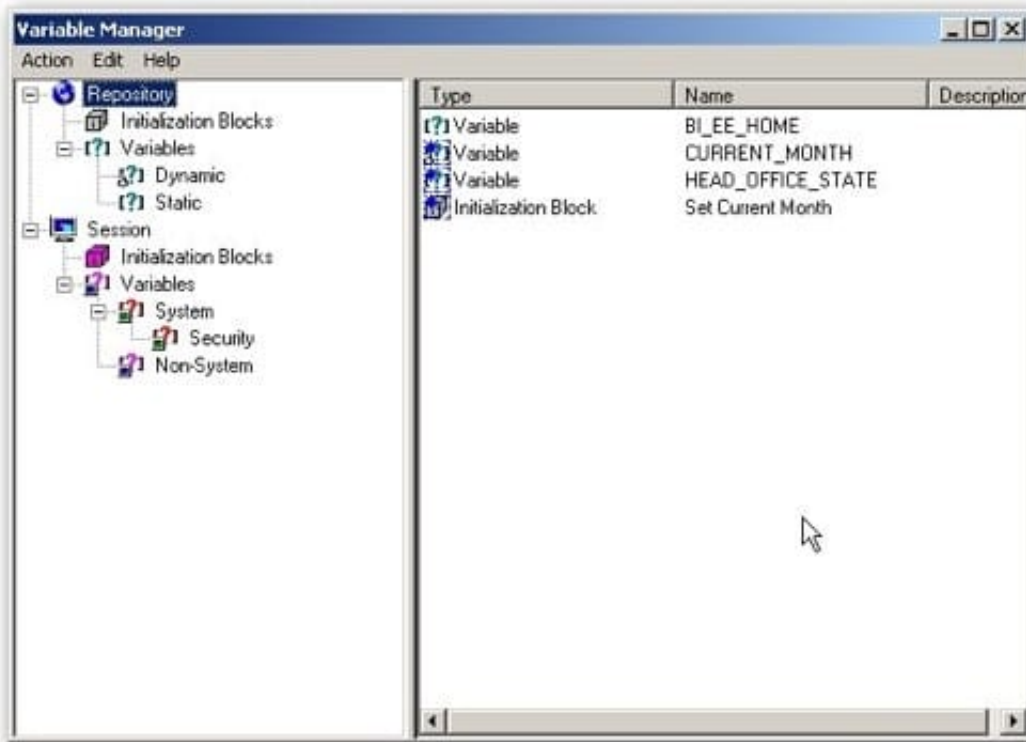 Variable Manager
Action Edit Help
Repository
Initialization Blocks
Variables
Dynamic
Static
Session
Initialization Blocks
Variables
System
Security
Non-System
Type Name Description
Variable BI_EE_HOME
Variable CURRENT_MONTH
Variable HEAD_OFFICE_STATE
Initialization Block Set Current Month